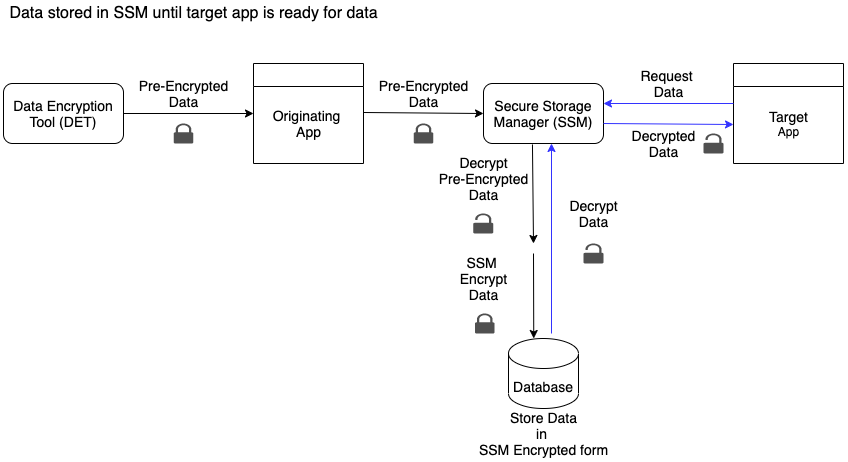 Data stored in SSM until target app is ready for data
Data Encryption
Tool (DET)
Pre-Encrypted
Data
Originating
App
Pre-Encrypted
Data
Secure Storage
Manager (SSM)
Request
Data
Decrypted
Data
Target
App
Decrypt
Pre-Encrypted
Data
Decrypt
Data
SSM
Encrypt
Data
Database
Store Data
in
SSM Encrypted form